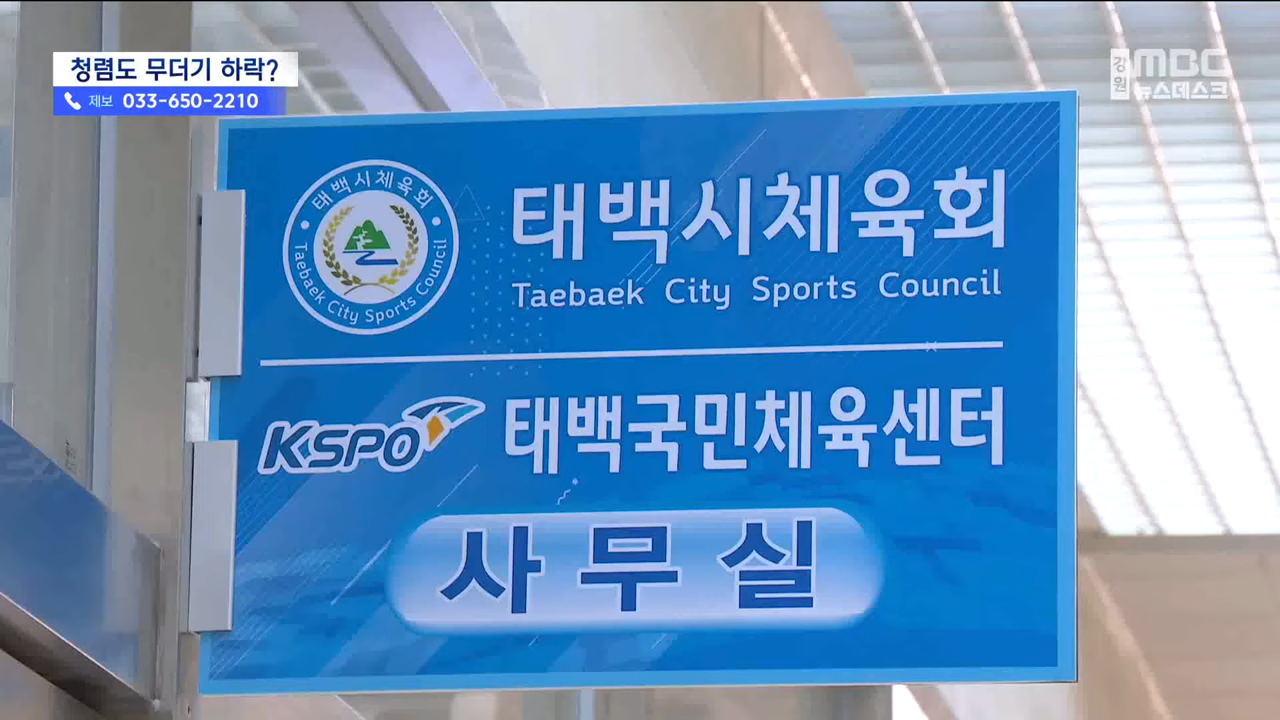 청렴도 무더기 하락?
제보 033-650-2210
강원 MBC
뉴스데스크
태백시체육회
Taebaek City Sports Council
태백시체육회
Taebaek City Sports Council
KSPO 태백국민체육센터
사무실